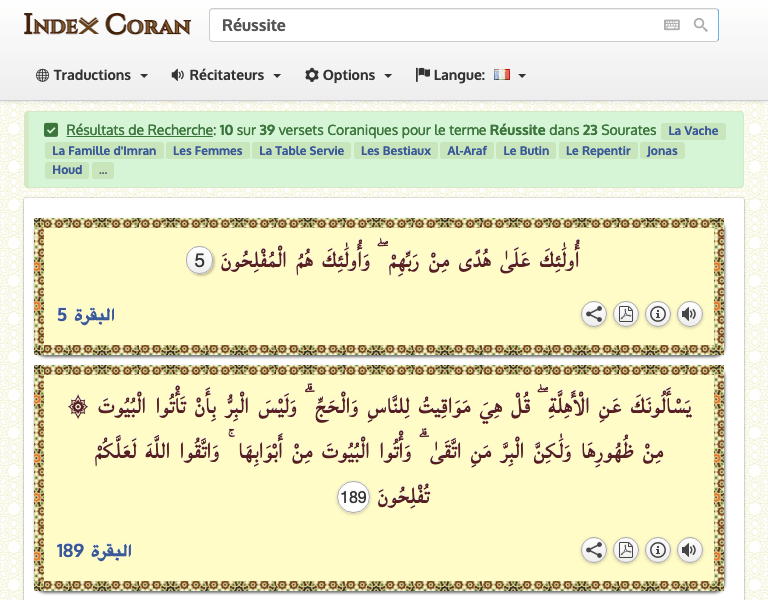 INDEX CORAN
Réussite
Traductions Récitateurs Options Langue:
Résultats de Recherche: 10 sur 39 versets Coraniques pour le terme Réussite dans 23 Sourates La Vache
La Famille d'Imran Les Femmes La Table Servie Les Bestiaux Al-Araf Le Butin Le Repentir Jonas
Houd ...
أُولَٰئِكَ عَلَىٰ هُدًى مِنْ رَبِّهِمْ ۖ وَأُولَٰئِكَ هُمُ الْمُفْلِحُونَ 5
البقرة 5
يَسْأَلُونَكَ عَنِ الْأَهِلَّةِ ۖ قُلْ هِيَ مَوَاقِيتُ لِلنَّاسِ وَالْحَجِّ ۗ وَلَيْسَ الْبِرُّ بِأَنْ تَأْتُوا الْبُيُوتَ ۞
مِنْ ظُهُورِهَا وَلَٰكِنَّ الْبِرَّ مَنِ اتَّقَىٰ ۗ وَأْتُوا الْبُيُوتَ مِنْ أَبْوَابِهَا ۚ وَاتَّقُوا اللَّهَ لَعَلَّكُمْ
تُفْلِحُونَ 189
البقرة 189